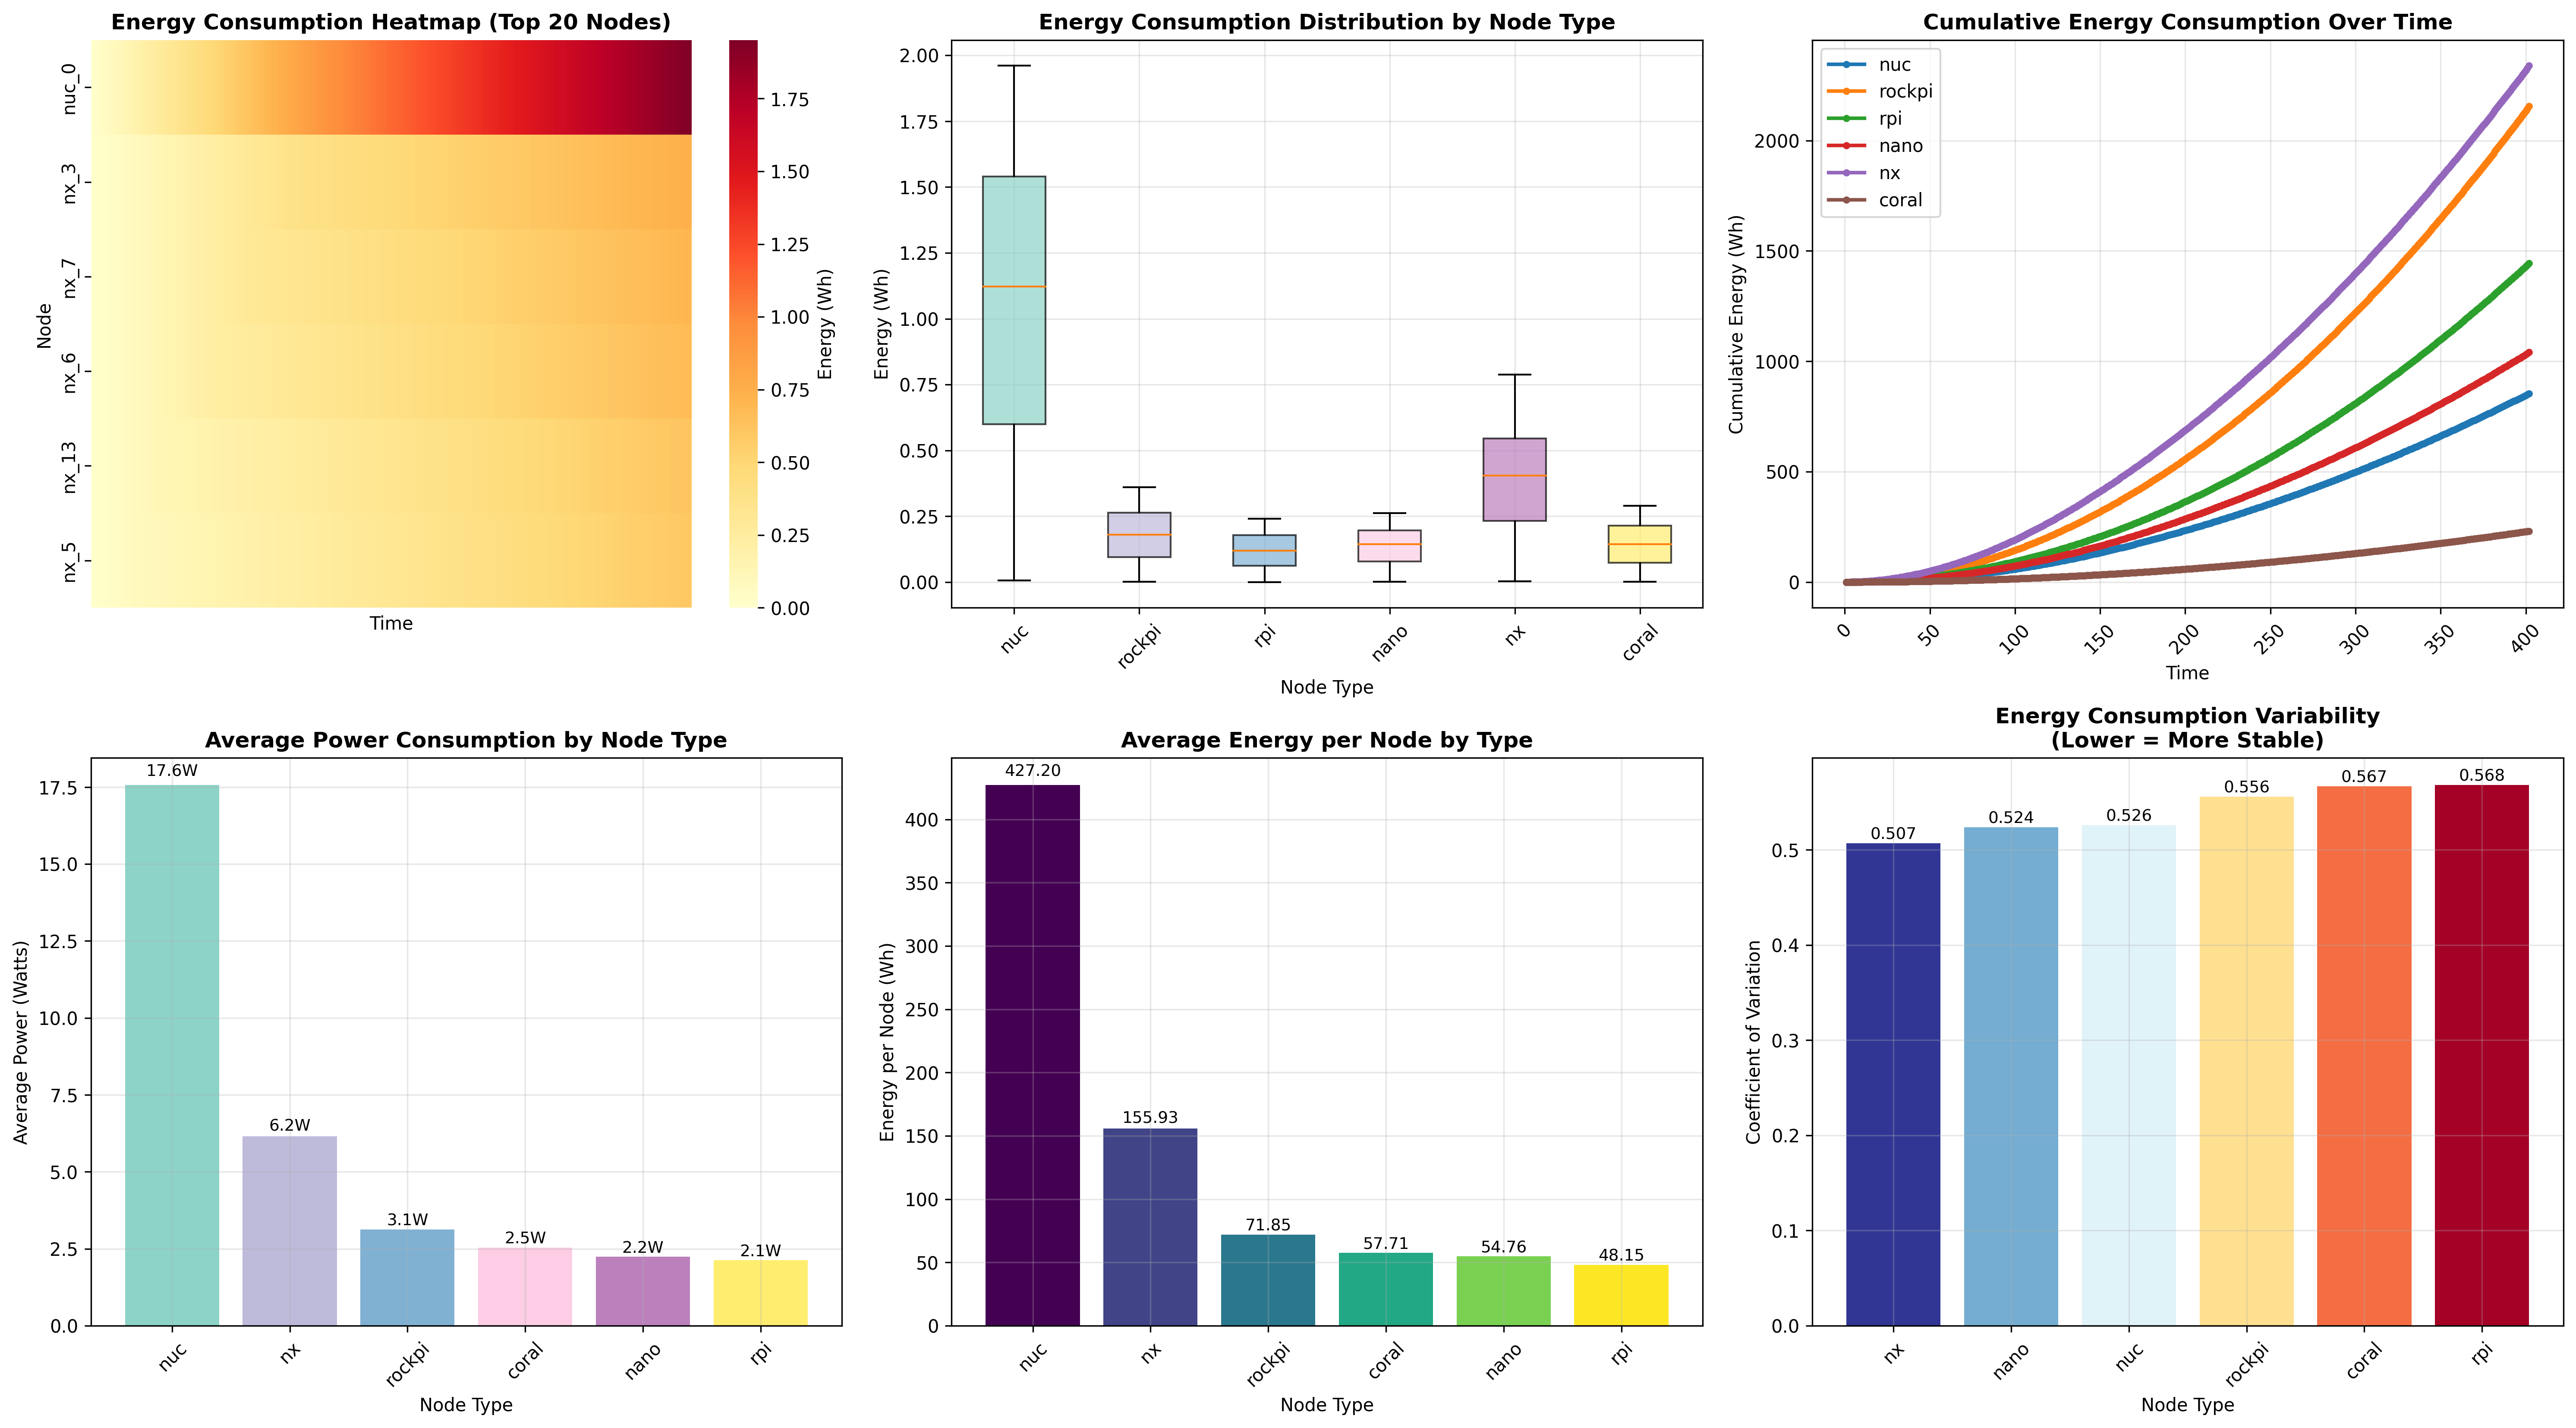 Energy Consumption Heatmap (Top 20 Nodes)
Node
nuc_0
nx_3
nx_7
nx_6
nx_13
nx_5
Time
1.75
1.50
1.25
1.00
0.75
0.50
0.25
0.00
Energy (Wh)
Energy Consumption Distribution by Node Type
Energy (Wh)
2.00
1.75
1.50
1.25
1.00
0.75
0.50
0.25
0.00
nuc
rockpi
rpi
nano
nx
coral
Node Type
Cumulative Energy Consumption Over Time
nuc
rockpi
rpi
nano
nx
coral
Cumulative Energy (Wh)
2000
1500
1000
500
0
0
50
100
150
200
250
300
350
400
Time
Average Power Consumption by Node Type
Average Power (Watts)
17.5
15.0
12.5
10.0
7.5
5.0
2.5
0.0
17.6W
6.2W
3.1W
2.5W
2.2W
2.1W
nuc
nx
rockpi
coral
nano
rpi
Node Type
Average Energy per Node by Type
Energy per Node (Wh)
400
350
300
250
200
150
100
50
0
427.20
155.93
71.85
57.71
54.76
48.15
nuc
nx
rockpi
coral
nano
rpi
Node Type
Energy Consumption Variability
(Lower = More Stable)
Coefficient of Variation
0.5
0.4
0.3
0.2
0.1
0.0
0.507
0.524
0.526
0.556
0.567
0.568
nx
nano
nuc
rockpi
coral
rpi
Node Type